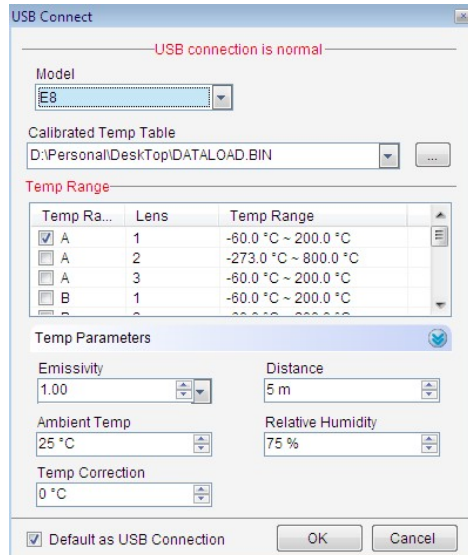 USB Connect
USB connection is normal
Model
E8
Calibrated Temp Table
D:\Personal\DeskTop\DATALOAD.BIN
...
Temp Range
Temp Ra... Lens Temp Range
A 1 -60.0 °C ~ 200.0 °C
A 2 -273.0 °C ~ 800.0 °C
A 3 -60.0 °C ~ 200.0 °C
B 1 -60.0 °C ~ 200.0 °C
Temp Parameters
Emissivity Distance
1.00 5 m
Ambient Temp Relative Humidity
25 °C 75 %
Temp Correction
0 °C
Default as USB Connection OK Cancel